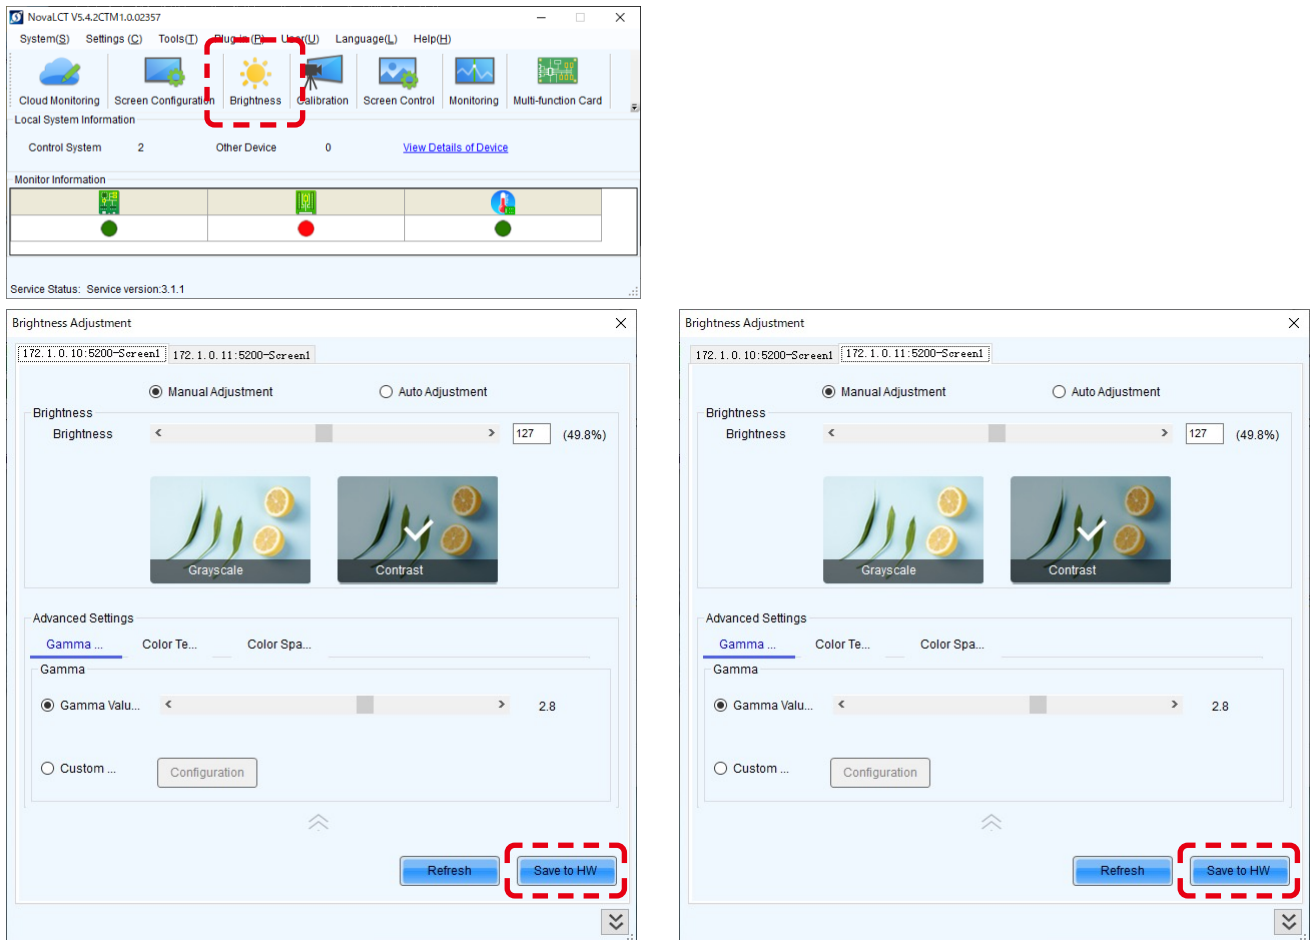 NovaLCT V5.4.2CTM1.0.02357
System(S) Settings (C) Tools(T) Plug-in (P) User(U) Language(L) Help(H)
Cloud Monitoring Screen Configuration Brightness Calibration Screen Control Monitoring Multi-function Card
Local System Information
Control System 2 Other Device 0 View Details of Device
Monitor Information
Service Status: Service version:3.1.1
Brightness Adjustment
172.1.0.10:5200-Screen1 172.1.0.11:5200-Screen1
Manual Adjustment Auto Adjustment
Brightness
Brightness 127 (49.8%)
Grayscale Contrast
Advanced Settings
Gamma ... Color Te... Color Spa...
Gamma
Gamma Valu... 2.8
Custom ... Configuration
Refresh Save to HW
Brightness Adjustment
172.1.0.10:5200-Screen1 172.1.0.11:5200-Screen1
Manual Adjustment Auto Adjustment
Brightness
Brightness 127 (49.8%)
Grayscale Contrast
Advanced Settings
Gamma ... Color Te... Color Spa...
Gamma
Gamma Valu... 2.8
Custom ... Configuration
Refresh Save to HW